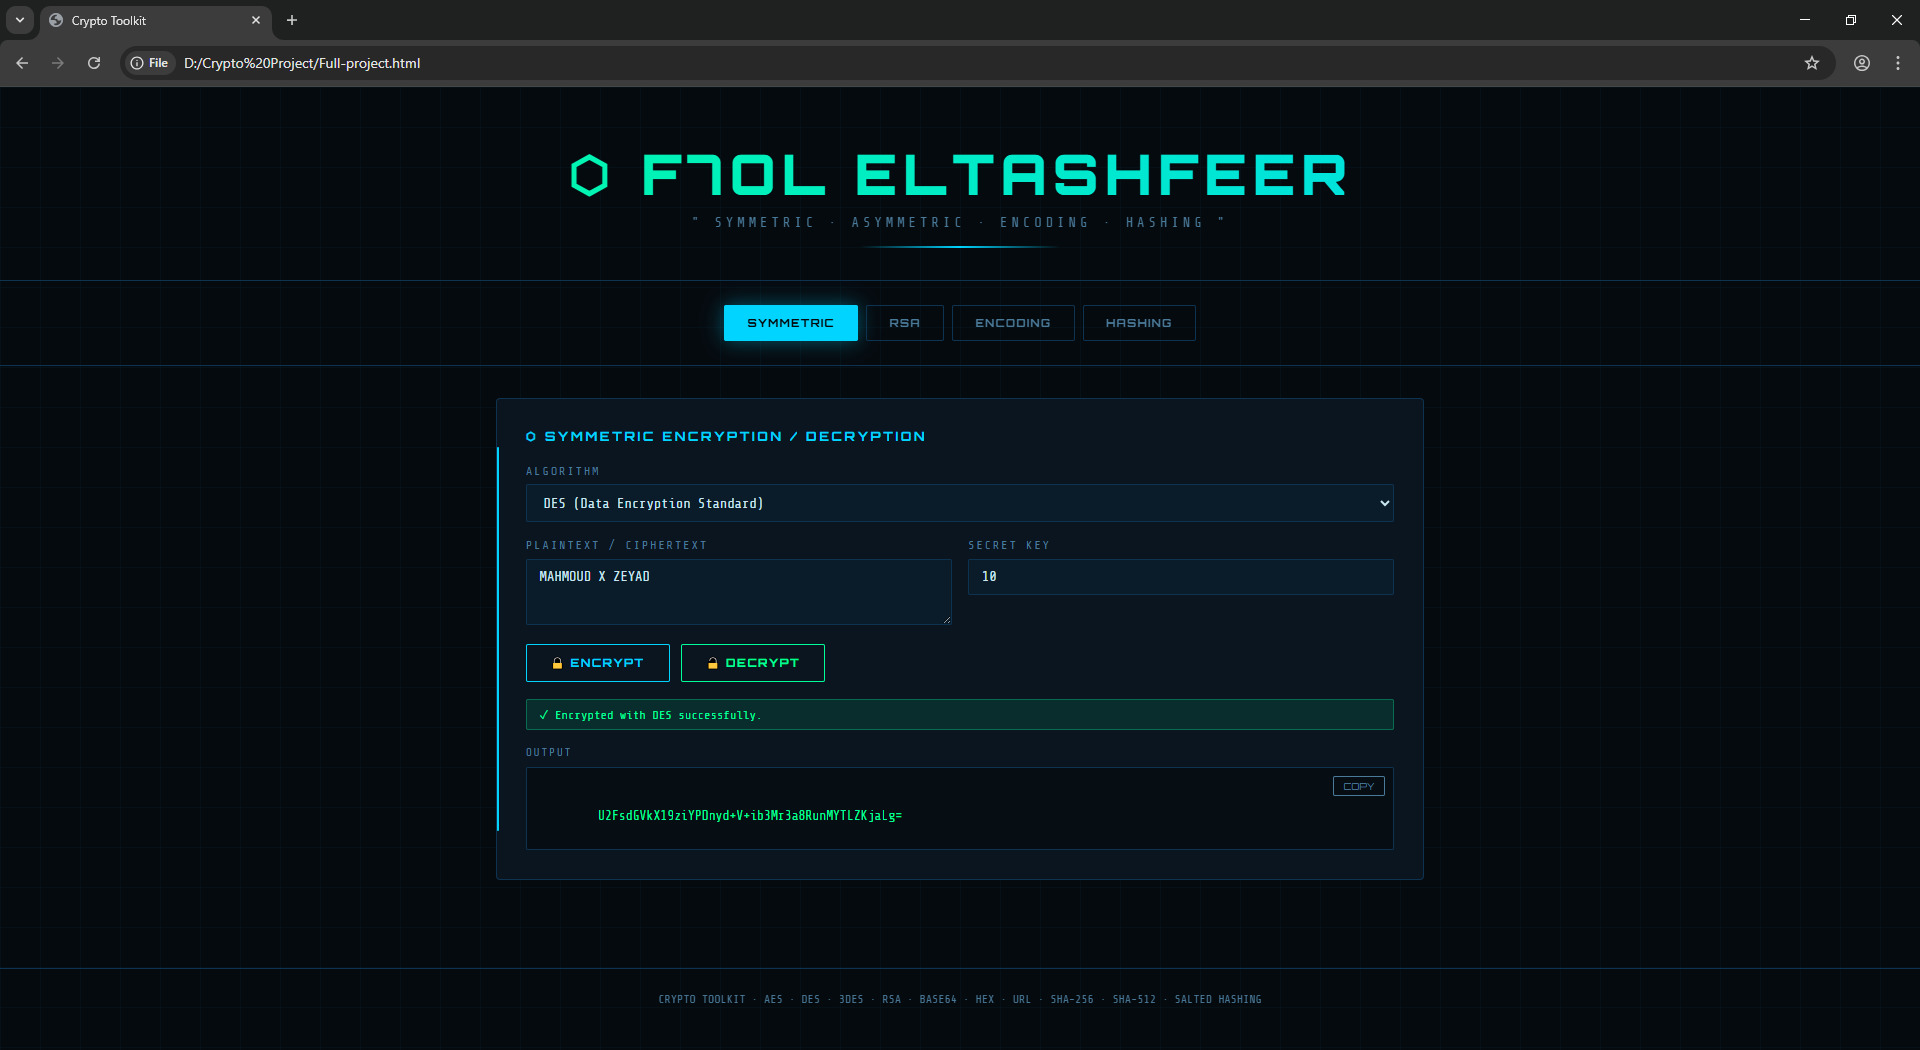 Crypto Toolkit
File D:/Crypto%20Project/Full-project.html
F1OL ELTASHFEER
" SYMMETRIC · ASYMMETRIC · ENCODING · HASHING "
SYMMETRIC RSA ENCODING HASHING
SYMMETRIC ENCRYPTION / DECRYPTION
ALGORITHM
DES (Data Encryption Standard)
PLAINTEXT / CIPHERTEXT SECRET KEY
MAHMOUD X ZEYAD 10
ENCRYPT DECRYPT
✓ Encrypted with DES successfully.
OUTPUT
COPY
U2FsdGVkX19ziYPDnyd+V+ib3Mr3a8RunMYTLZKjaLg=
CRYPTO TOOLKIT · AES · DES · 3DES · RSA · BASE64 · HEX · URL · SHA-256 · SHA-512 · SALTED HASHING